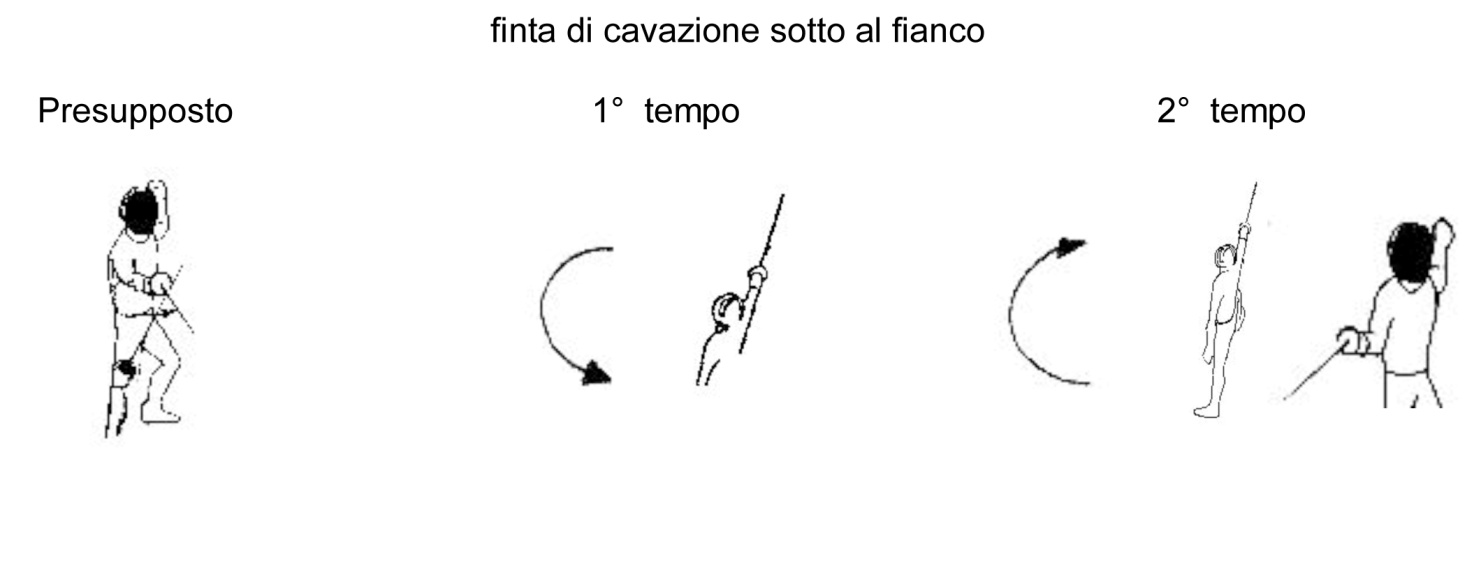 finta di cavazione sotto al fianco
Presupposto 1° tempo 2° tempo